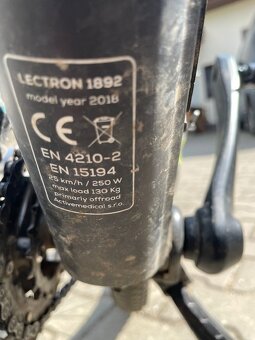 LECTRON 1892
model year 2018
CE
EN 4210-2
EN 15194
25 km/h / 250 W
max load 130 Kg
primariy offroad
Activemedical s.r.o.